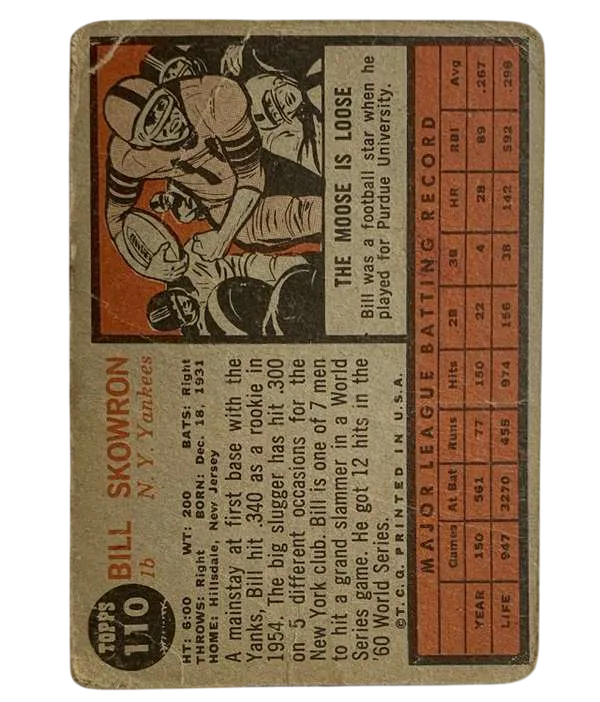 TOPPS
110
BILL SKOWRON
1b N. Y. Yankees
HT: 6:00 WT: 200 BATS: Right
THROWS: Right BORN: Dec. 18, 1931
HOME: Hillsdale, New Jersey
A mainstay at first base with the
Yanks, Bill hit .340 as a rookie in
1954. The big slugger has hit .300
on 5 different occasions for the
New York club. Bill is one of 7 men
to hit a grand slammer in a World
Series game. He got 12 hits in the
'60 World Series.
©T.C.G. PRINTED IN U.S.A.
THE MOOSE IS LOOSE
Bill was a football star when he
played for Purdue University.
MAJOR LEAGUE BATTING RECORD
Games At Bat Runs Hits 2B 3B HR RBI Avg
YEAR 150 561 77 150 22 4 28 89 .267
LIFE 947 3270 458 974 156 38 142 592 .298